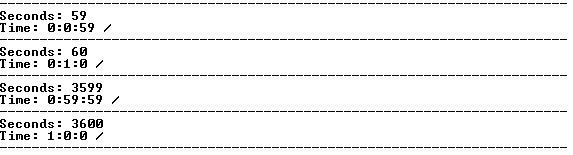 Seconds: 59
Time: 0:0:59 /
Seconds: 60
Time: 0:1:0 /
Seconds: 3599
Time: 0:59:59 /
Seconds: 3600
Time: 1:0:0 /